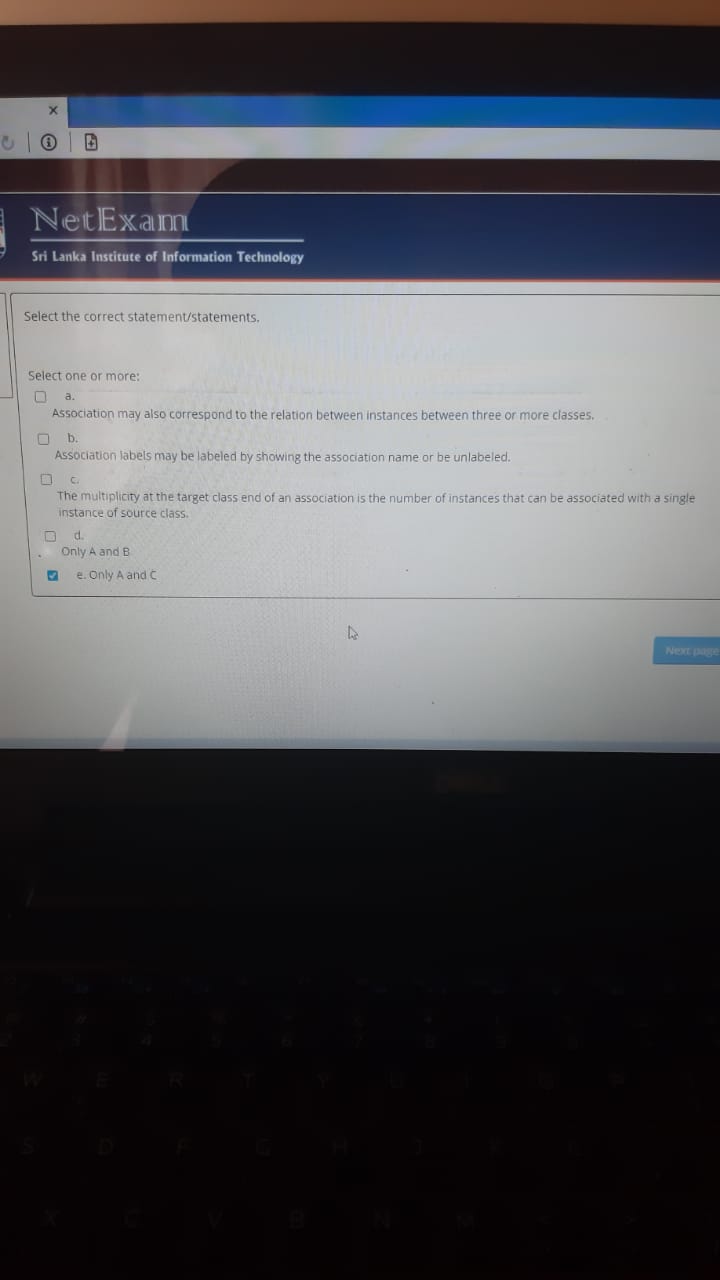 NetExam
Sri Lanka Institute of Information Technology
Select the correct statement/statements.
Select one or more:
a.
Association may also correspond to the relation between instances between three or more classes.
b.
Association labels may be labeled by showing the association name or be unlabeled.
c.
The multiplicity at the target class end of an association is the number of instances that can be associated with a single
instance of source class.
d.
Only A and B
e. Only A and C
Next page
W E R T Y
S D F G H
X C V B N M